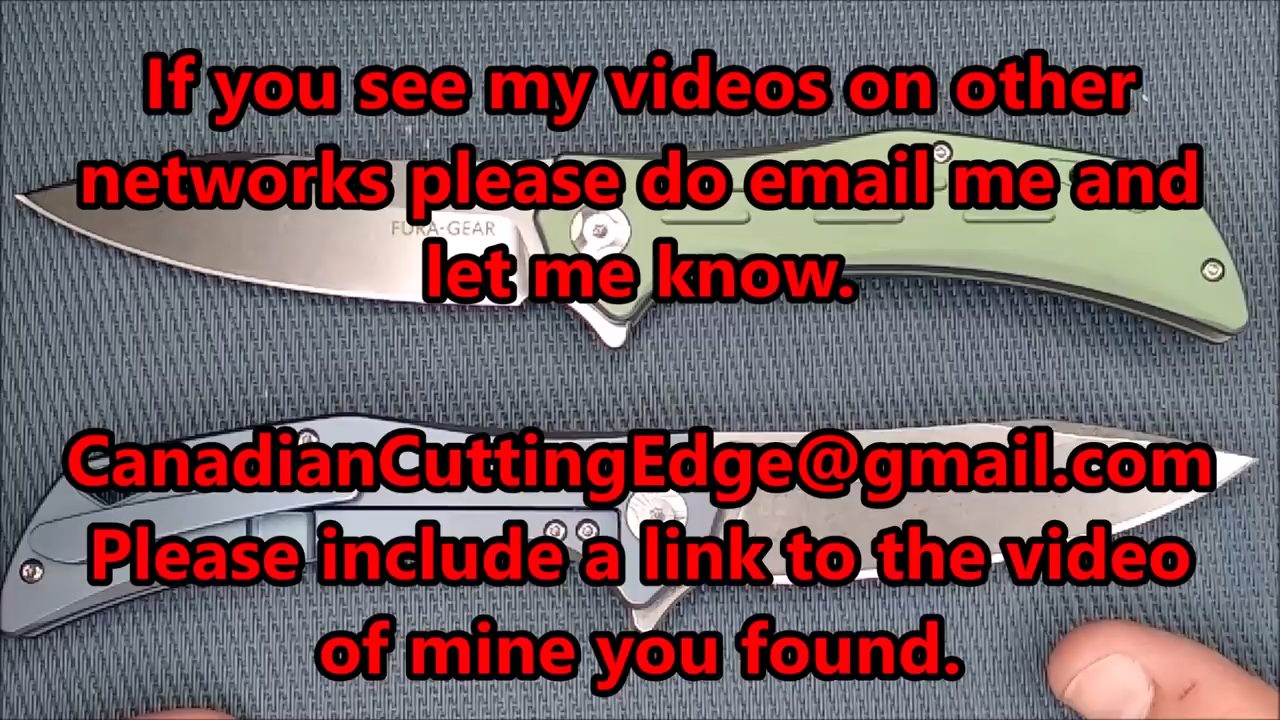 If you see my videos on other
networks please do email me and
FURA-GEAR
let me know.
CanadianCuttingEdge@gmail.com
Please include a link to the video
of mine you found.